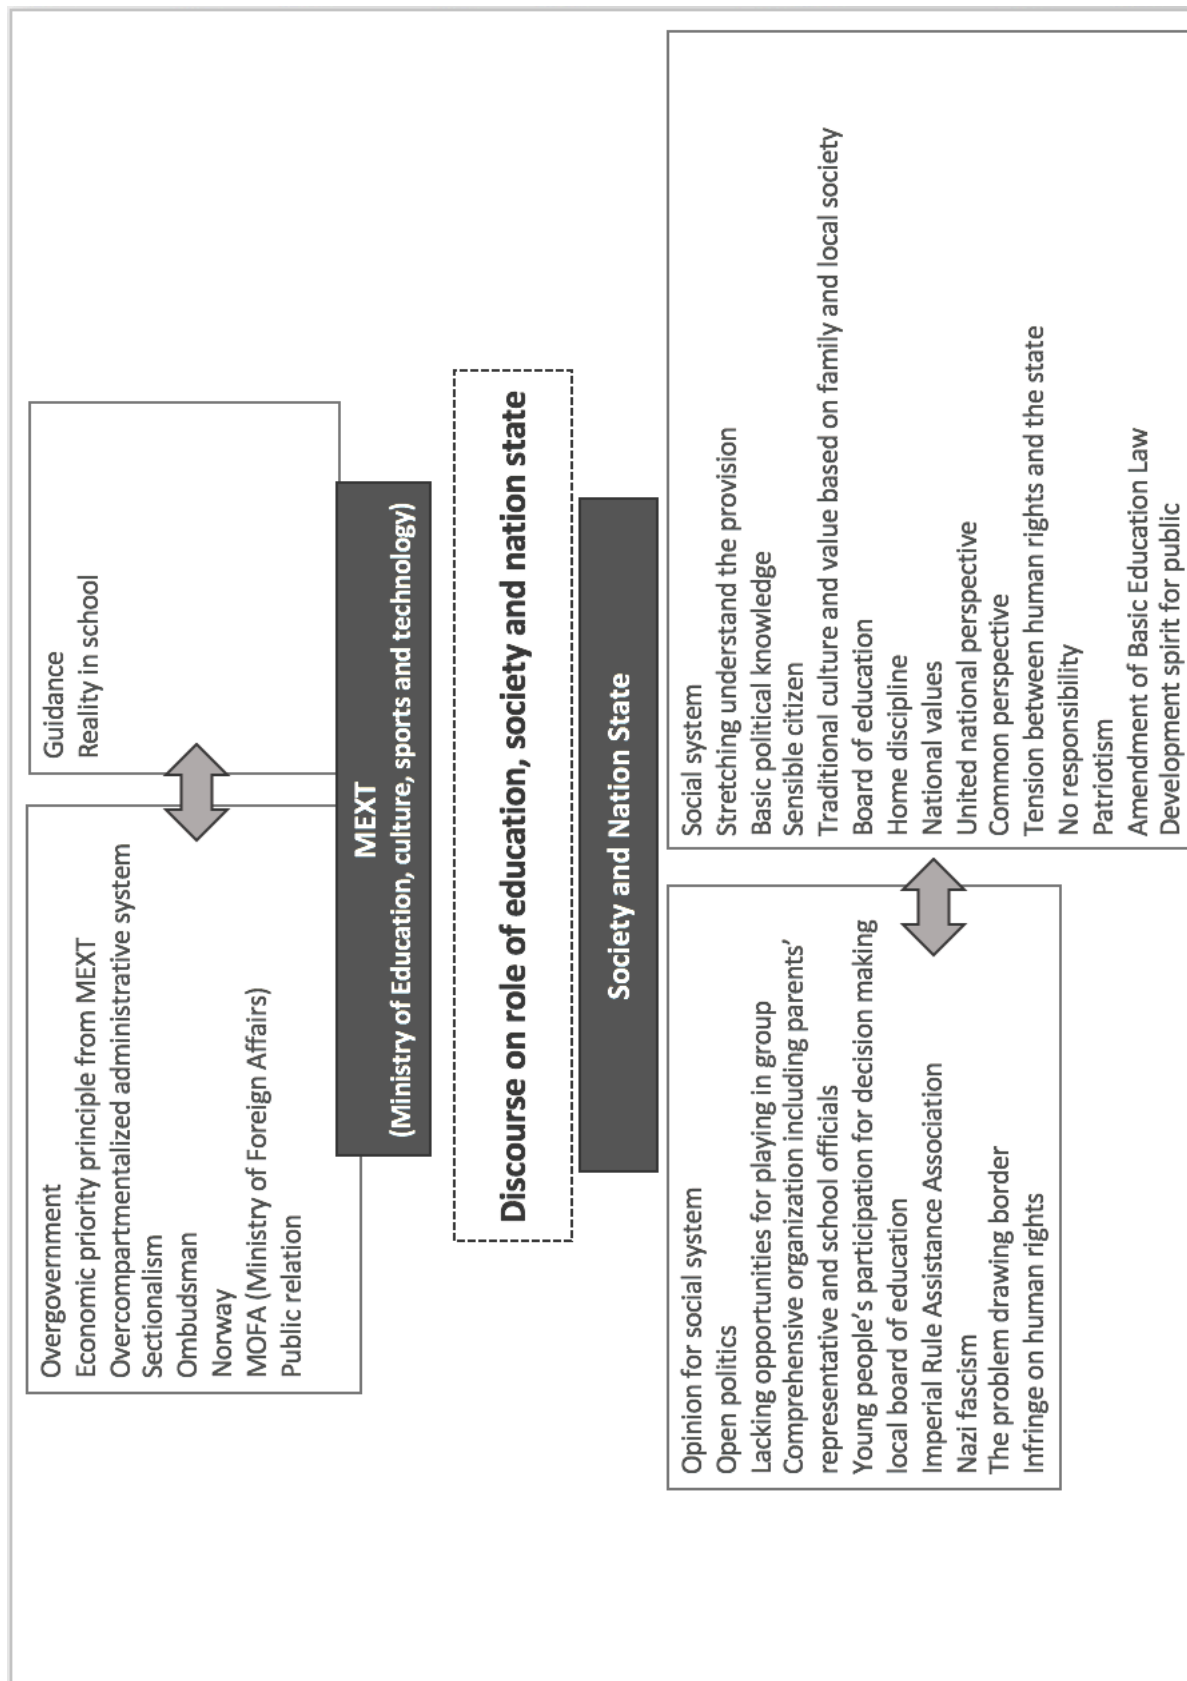 Overgovernment
Economic priority principle from MEXT
Overcompartmentalized administrative system
Sectionalism
Ombudsman
Norway
MOFA (Ministry of Foreign Affairs)
Public relation
Guidance
Reality in school
MEXT
(Ministry of Education, culture, sports and technology)
Discourse on role of education, society and nation state
Society and Nation State
Opinion for social system
Open politics
Lacking opportunities for playing in group
Comprehensive organization including parents'
representative and school officials
Young people's participation for decision making
local board of education
Imperial Rule Assistance Association
Nazi fascism
The problem drawing border
Infringe on human rights
Social system
Stretching understand the provision
Basic political knowledge
Sensible citizen
Traditional culture and value based on family and local society
Board of education
Home discipline
National values
United national perspective
Common perspective
Tension between human rights and the state
No responsibility
Patriotism
Amendment of Basic Education Law
Development spirit for public